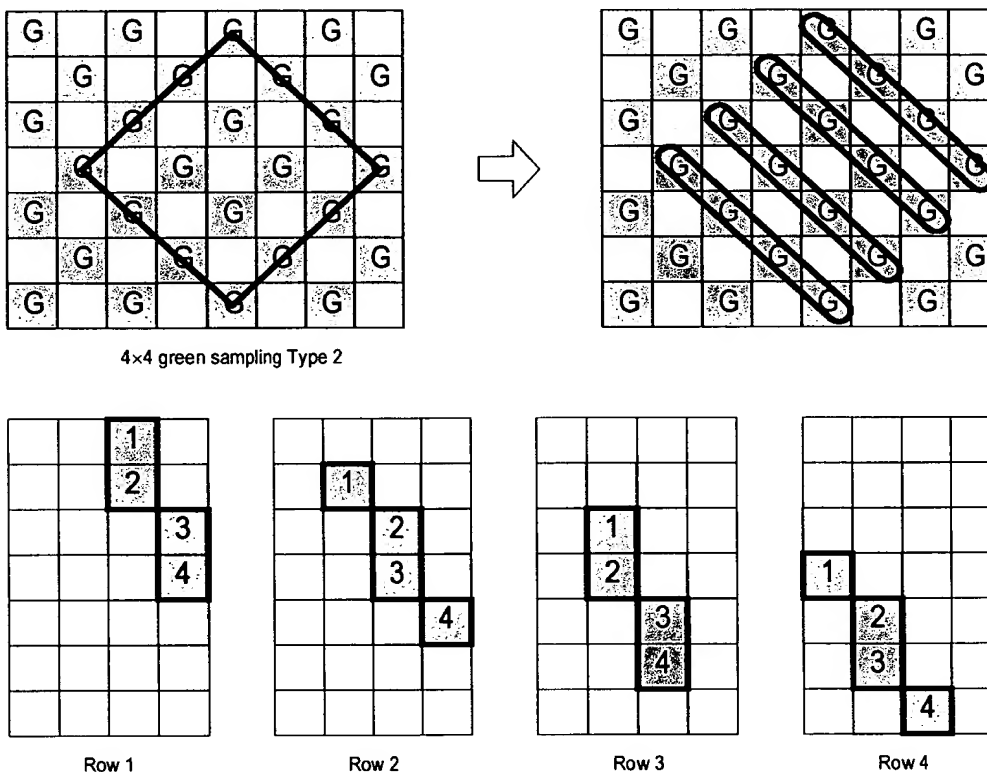 G G G G G G G G
G G G G G G G G
G G G G G G G G
G G G G G G G G
G G G G G G G G
G G G G G G G G
G G G G G G G G
4×4 green sampling Type 2
1
2 1
3 2 1
4 3 2 1
4 3 2
4 3
4
Row 1 Row 2 Row 3 Row 4